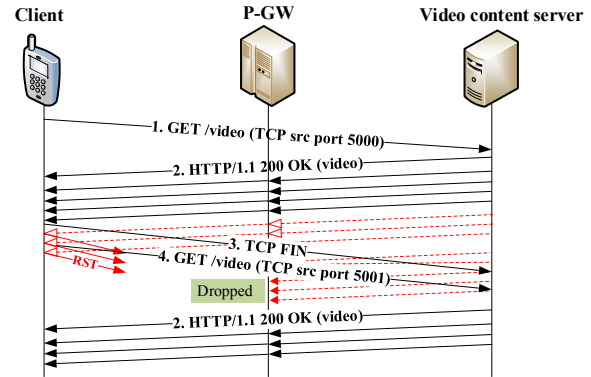 Client
P-GW
Video content server
1. GET /video (TCP src port 5000)
2. HTTP/1.1 200 OK (video)
3. TCP FIN
RST
4. GET /video (TCP src port 5001)
Dropped
2. HTTP/1.1 200 OK (video)